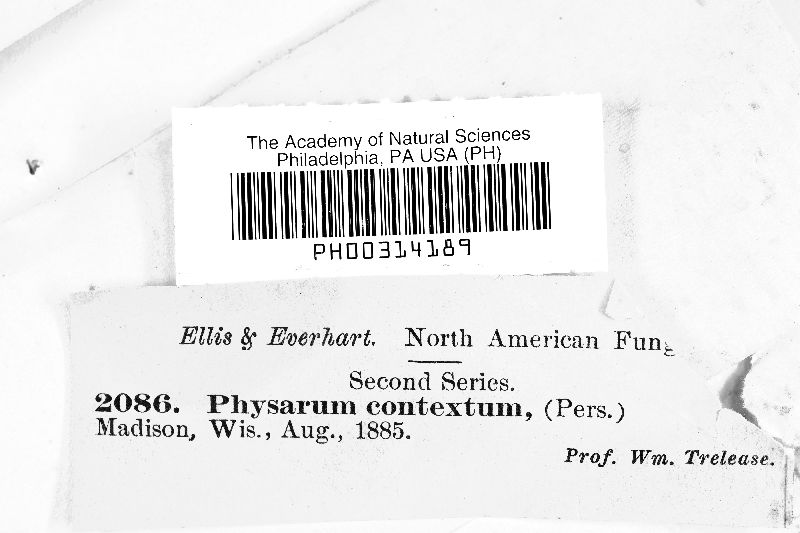 The Academy of Natural Sciences
Philadelphia, PA USA (PH)
PH00314189
Ellis & Everhart. North American Fung
Second Series.
2086. Physarum contextum, (Pers.)
Madison, Wis., Aug., 1885.
Prof. Wm. Trelease.